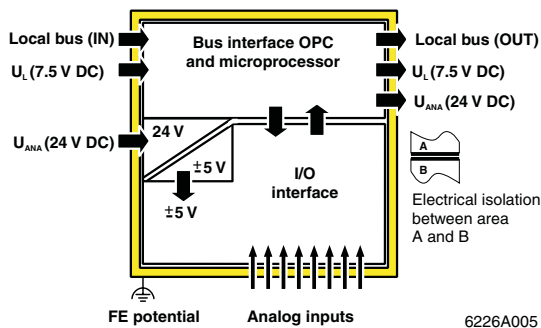 Local bus (IN)
Bus interface OPC
and microprocessor
Local bus (OUT)
UL (7.5 V DC)
UL (7.5 V DC)
UANA (24 V DC)
UANA (24 V DC)
24 V
±5 V
±5 V
I/O
interface
A
B
Electrical isolation
between area
A and B
FE potential
Analog inputs
6226A005